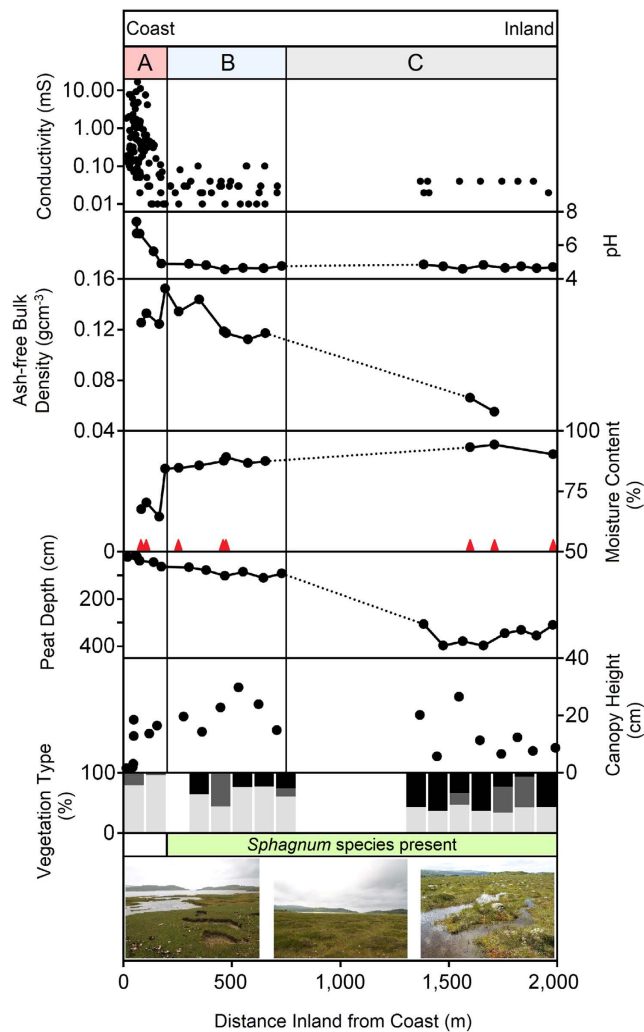 Coast Inland
A B C
Conductivity (mS)
10.00
1.00
0.10
0.01
8
6
4
pH
Ash-free Bulk
Density (gcm⁻³)
0.16
0.12
0.08
0.04
100
75
50
Moisture Content
(%)
Peat Depth (cm)
0
200
400
40
20
0
Canopy Height
(cm)
Vegetation Type
(%)
100
0
Sphagnum species present
0 500 1,000 1,500 2,000
Distance Inland from Coast (m)